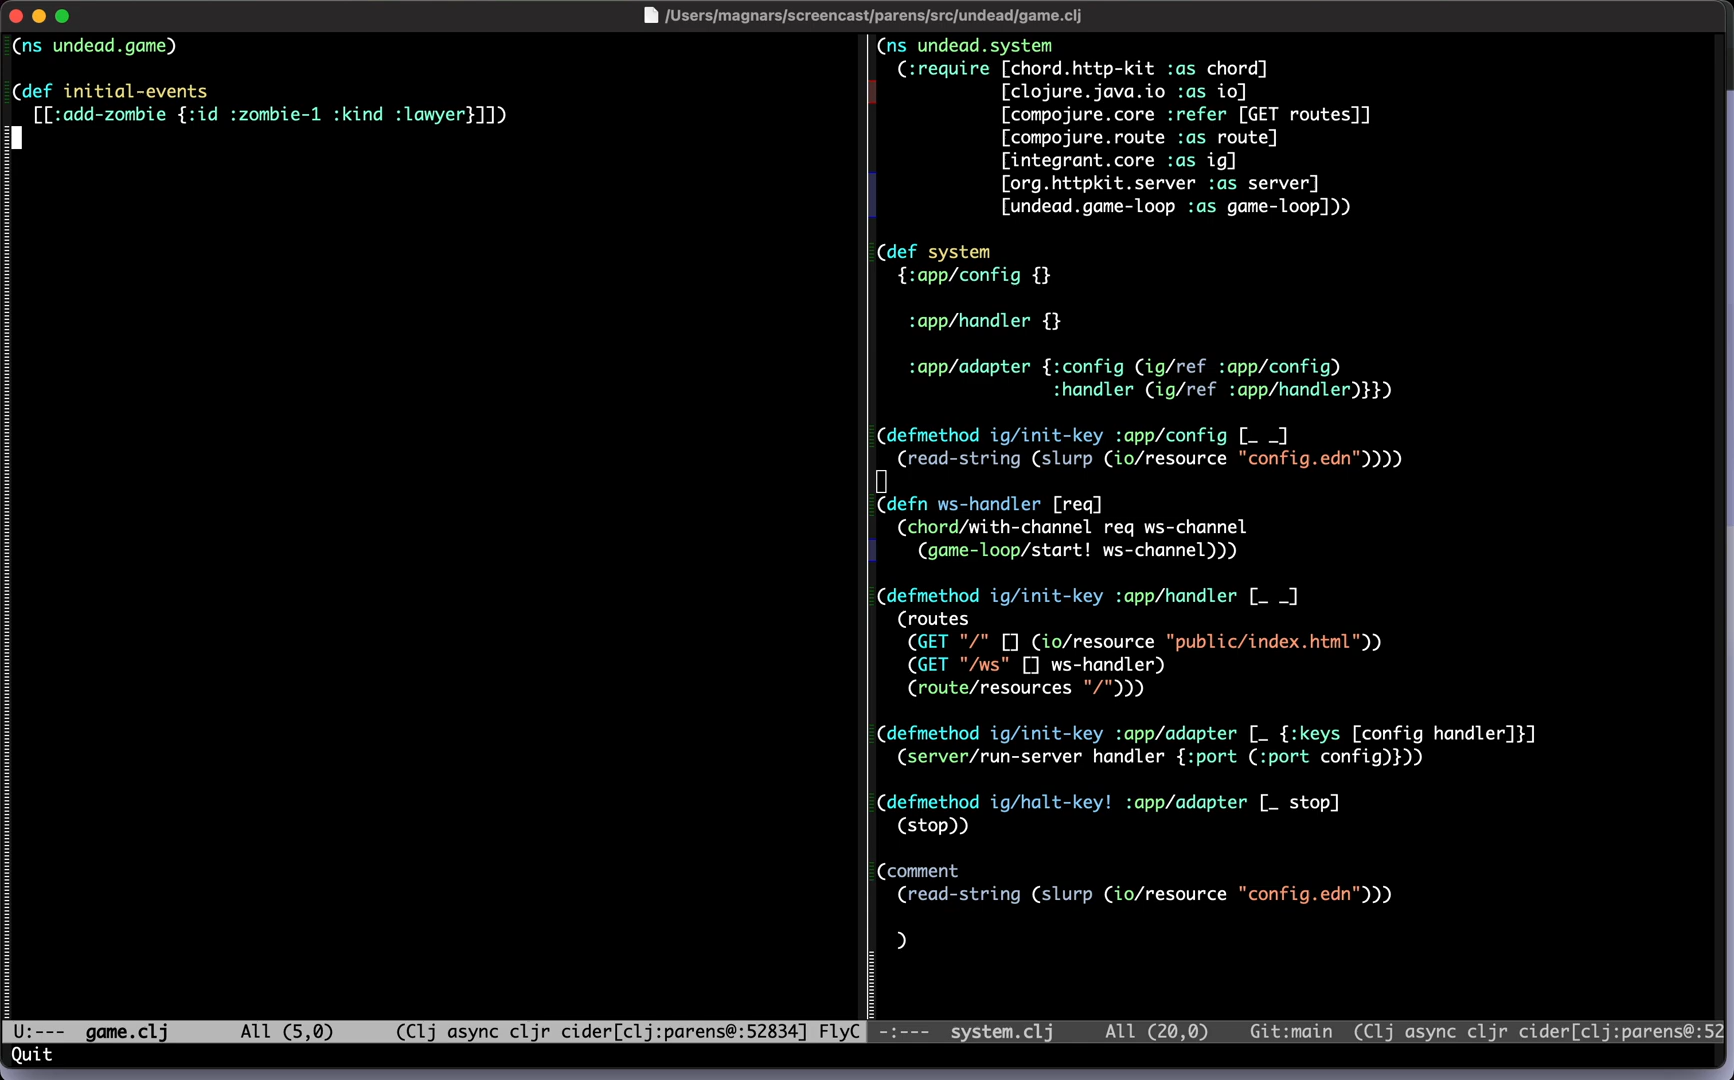 /Users/magnars/screencast/parens/src/undead/game.clj
(ns undead.game)
(def initial-events
  [[:add-zombie {:id :zombie-1 :kind :lawyer}]])
U:---  game.clj       All (5,0)      (Clj async cljr cider[clj:parens@:52834] FlyC
(ns undead.system
  (:require [chord.http-kit :as chord]
            [clojure.java.io :as io]
            [compojure.core :refer [GET routes]]
            [compojure.route :as route]
            [integrant.core :as ig]
            [org.httpkit.server :as server]
            [undead.game-loop :as game-loop]))
(def system
  {:app/config {}
   :app/handler {}
   :app/adapter {:config (ig/ref :app/config)
                 :handler (ig/ref :app/handler)}})
(defmethod ig/init-key :app/config [_ _]
  (read-string (slurp (io/resource "config.edn"))))
(defn ws-handler [req]
  (chord/with-channel req ws-channel
    (game-loop/start! ws-channel)))
(defmethod ig/init-key :app/handler [_ _]
  (routes
   (GET "/" [] (io/resource "public/index.html"))
   (GET "/ws" [] ws-handler)
   (route/resources "/")))
(defmethod ig/init-key :app/adapter [_ {:keys [config handler]}]
  (server/run-server handler {:port (:port config)}))
(defmethod ig/halt-key! :app/adapter [_ stop]
  (stop))
(comment
  (read-string (slurp (io/resource "config.edn")))
  )
-:---  system.clj     All (20,0)    Git:main  (Clj async cljr cider[clj:parens@:52
Quit